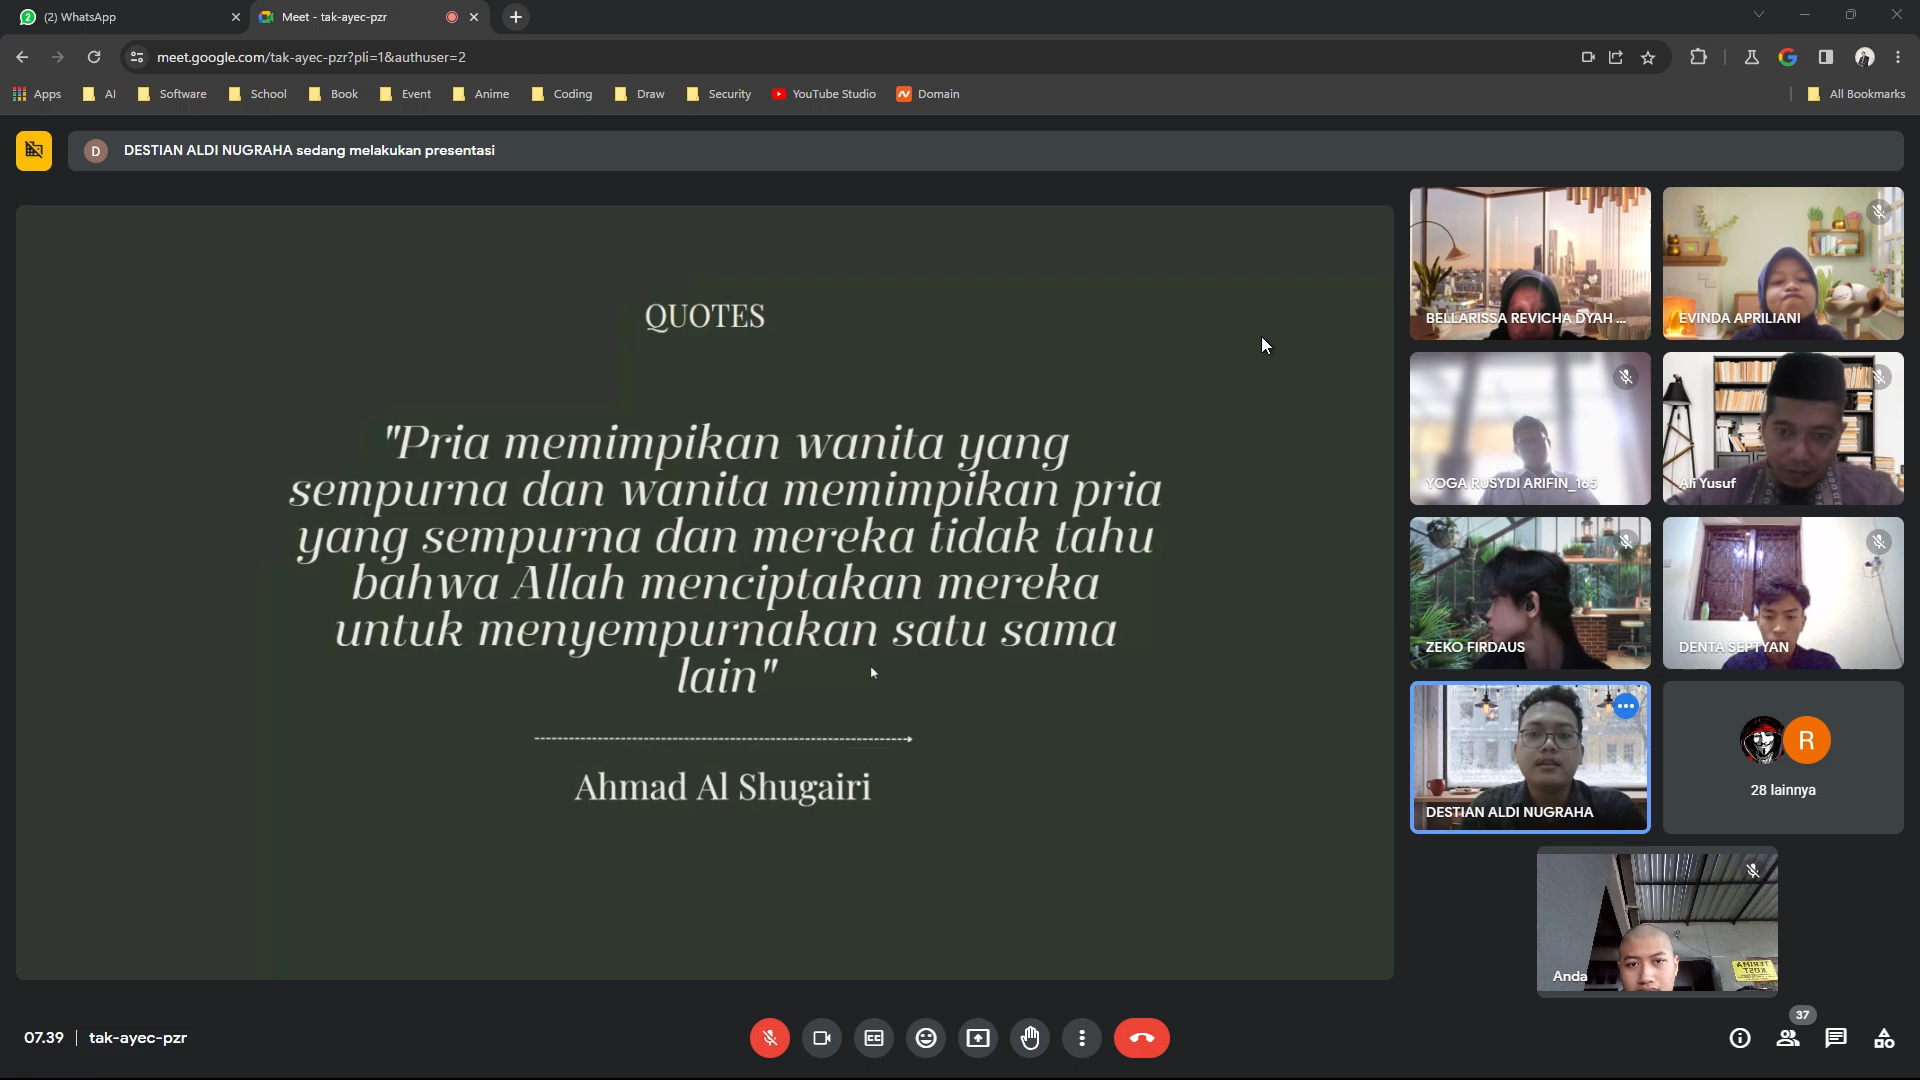 (2) WhatsApp
Meet - tak-ayec-pzr
meet.google.com/tak-ayec-pzr?pli=1&authuser=2
Apps
AI
Software
School
Book
Event
Anime
Coding
Draw
Security
YouTube Studio
Domain
All Bookmarks
D
DESTIAN ALDI NUGRAHA sedang melakukan presentasi
QUOTES
"Pria memimpikan wanita yang
sempurna dan wanita memimpikan pria
yang sempurna dan mereka tidak tahu
bahwa Allah menciptakan mereka
untuk menyempurnakan satu sama
lain"
Ahmad Al Shugairi
BELLARISSA REVICHA DYAH ...
EVINDA APRILIANI
YOGA RUSYDI ARIFIN_165
Ali Yusuf
ZEKO FIRDAUS
DENTA SEPTYAN
DESTIAN ALDI NUGRAHA
R
28 lainnya
Anda
TERIMA
KOST
07.39
tak-ayec-pzr
37